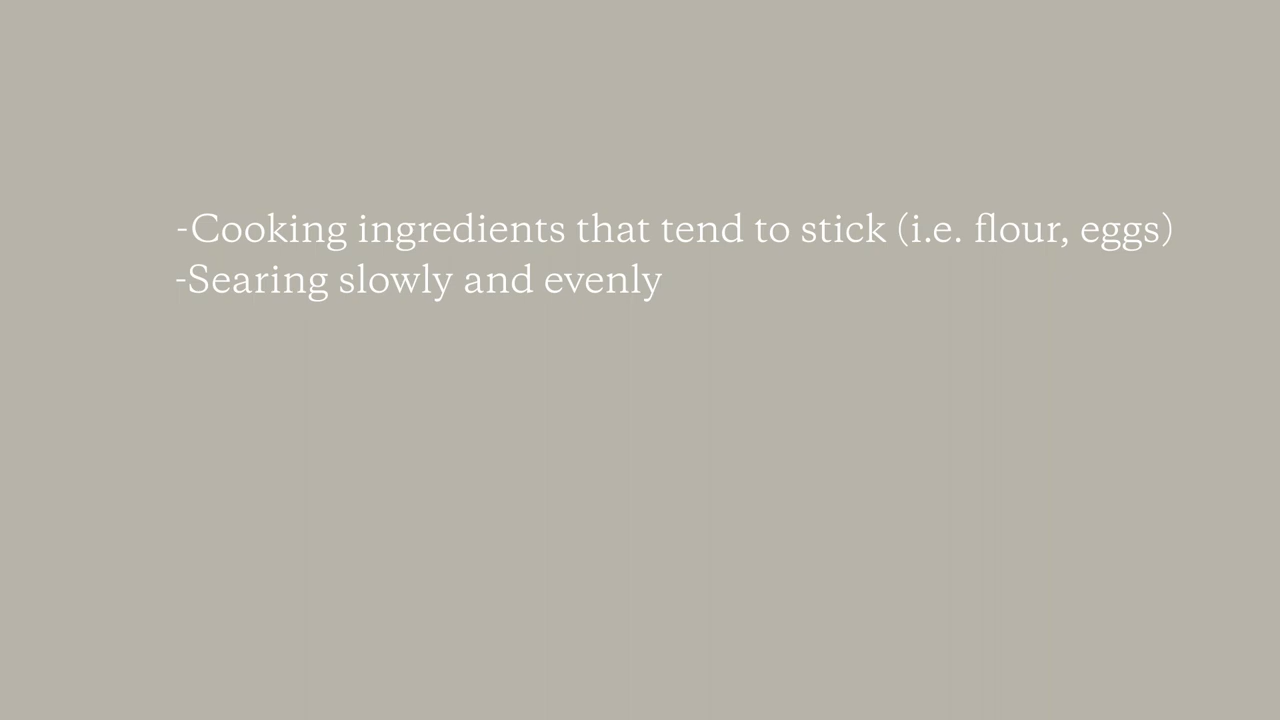 -Cooking ingredients that tend to stick (i.e. flour, eggs)
-Searing slowly and evenly